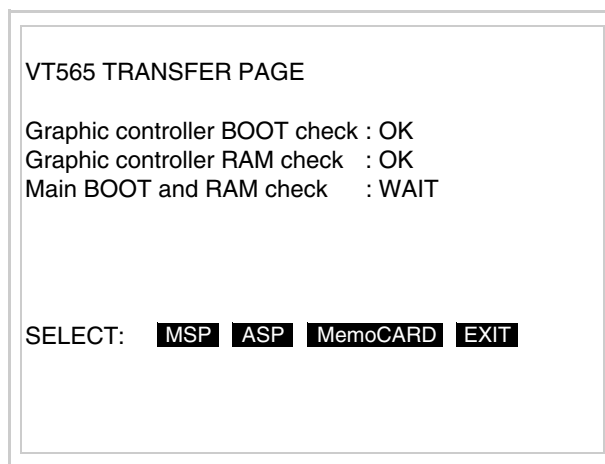 VT565 TRANSFER PAGE
Graphic controller BOOT check : OK
Graphic controller RAM check : OK
Main BOOT and RAM check : WAIT
SELECT: MSP ASP MemoCARD EXIT